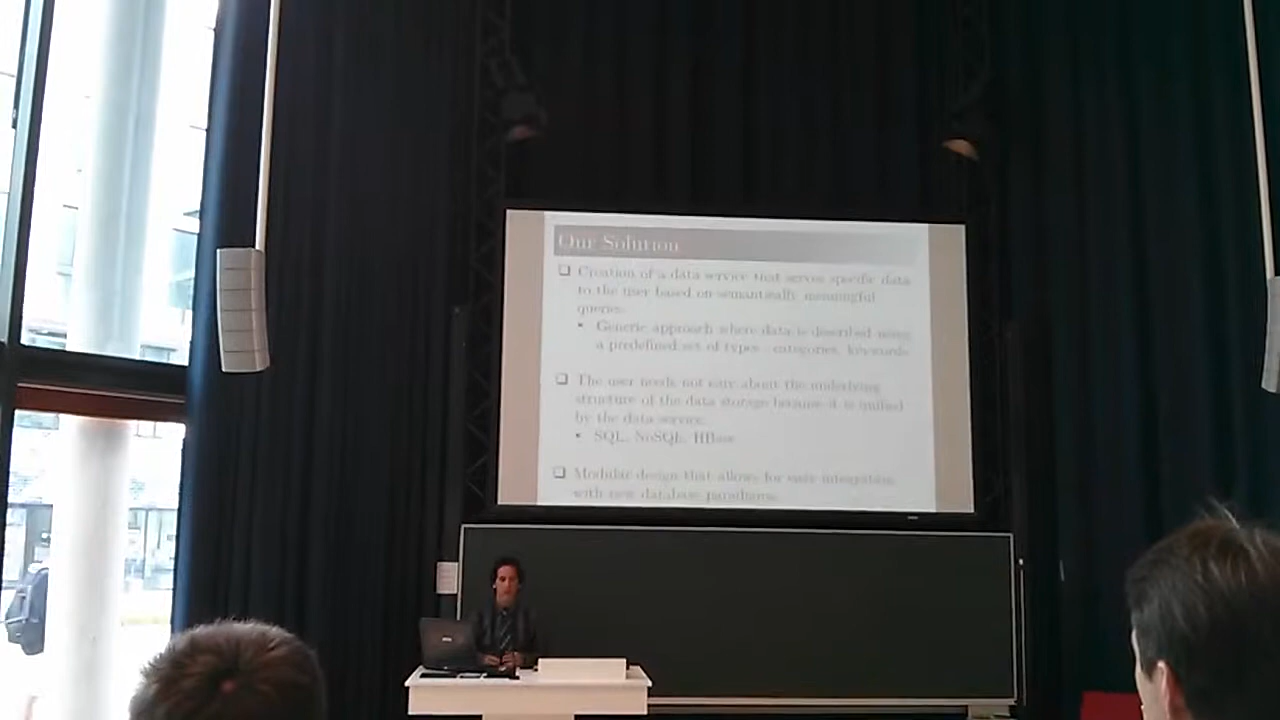 Our Solution
❑ Creation of a data service that serves specific data
to the user based on semantically meaningful
queries
• Generic approach where data is described using
a predefined set of types - categories, keywords
❑ The user needs not care about the underlying
structure of the data storage because it is unified
by the data service
• SQL, NoSQL, HBase
❑ Modular design that allows for easy integration
with new database paradigms